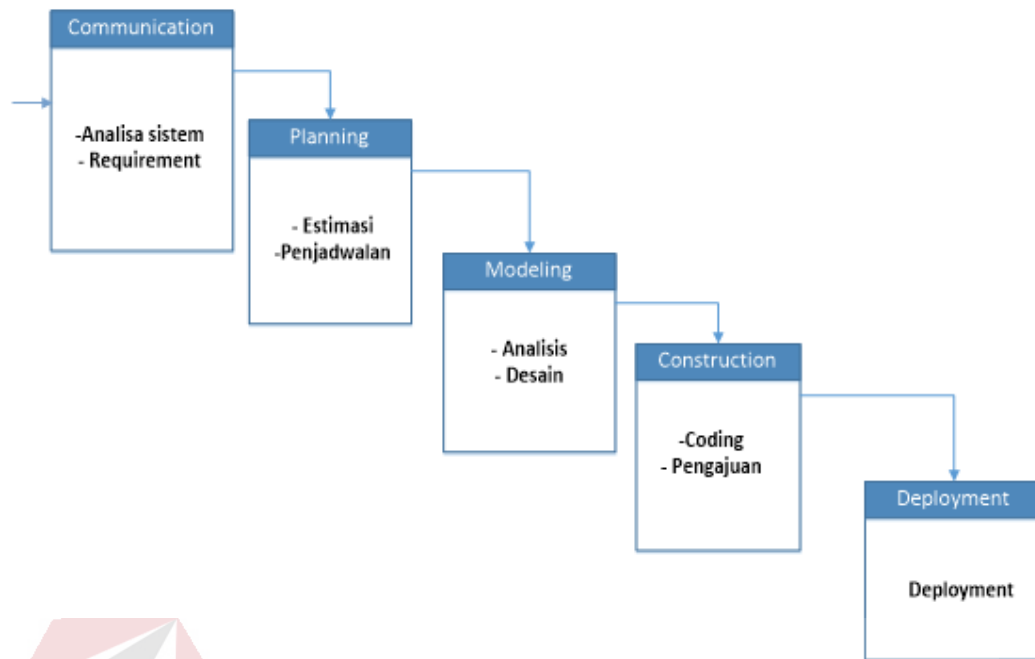 Communication
-Analisa sistem
- Requirement
Planning
- Estimasi
-Penjadwalan
Modeling
- Analisis
- Desain
Construction
-Coding
- Pengajuan
Deployment
Deployment